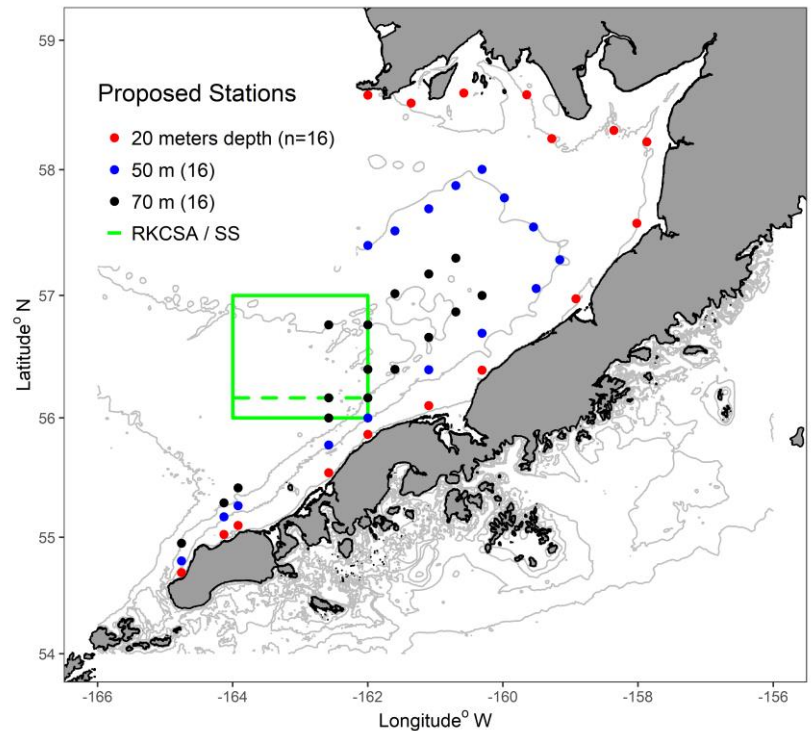 Proposed Stations
20 meters depth (n=16)
50 m (16)
70 m (16)
RKCSA / SS
59
58
57
56
55
54
Latitude° N
-166
-164
-162
-160
-158
-156
Longitude° W